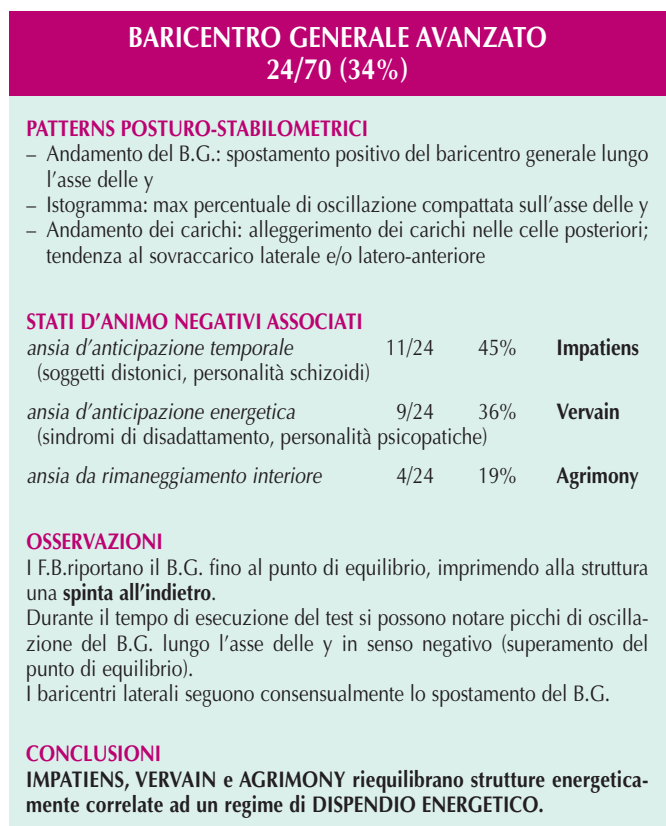 BARICENTRO GENERALE AVANZATO
24/70 (34%)
PATTERNS POSTURO-STABILOMETRICI
– Andamento del B.G.: spostamento positivo del baricentro generale lungo
l'asse delle y
– Istogramma: max percentuale di oscillazione compattata sull'asse delle y
– Andamento dei carichi: alleggerimento dei carichi nelle celle posteriori;
tendenza al sovraccarico laterale e/o latero-anteriore
STATI D'ANIMO NEGATIVI ASSOCIATI
ansia d'anticipazione temporale 11/24 45% Impatiens
(soggetti distonici, personalità schizoidi)
ansia d'anticipazione energetica 9/24 36% Vervain
(sindromi di disadattamento, personalità psicopatiche)
ansia da rimaneggiamento interiore 4/24 19% Agrimony
OSSERVAZIONI
I F.B.riportano il B.G. fino al punto di equilibrio, imprimendo alla struttura
una spinta all'indietro.
Durante il tempo di esecuzione del test si possono notare picchi di oscilla-
zione del B.G. lungo l'asse delle y in senso negativo (superamento del
punto di equilibrio).
I baricentri laterali seguono consensualmente lo spostamento del B.G.
CONCLUSIONI
IMPATIENS, VERVAIN e AGRIMONY riequilibrano strutture energetica-
mente correlate ad un regime di DISPENDIO ENERGETICO.